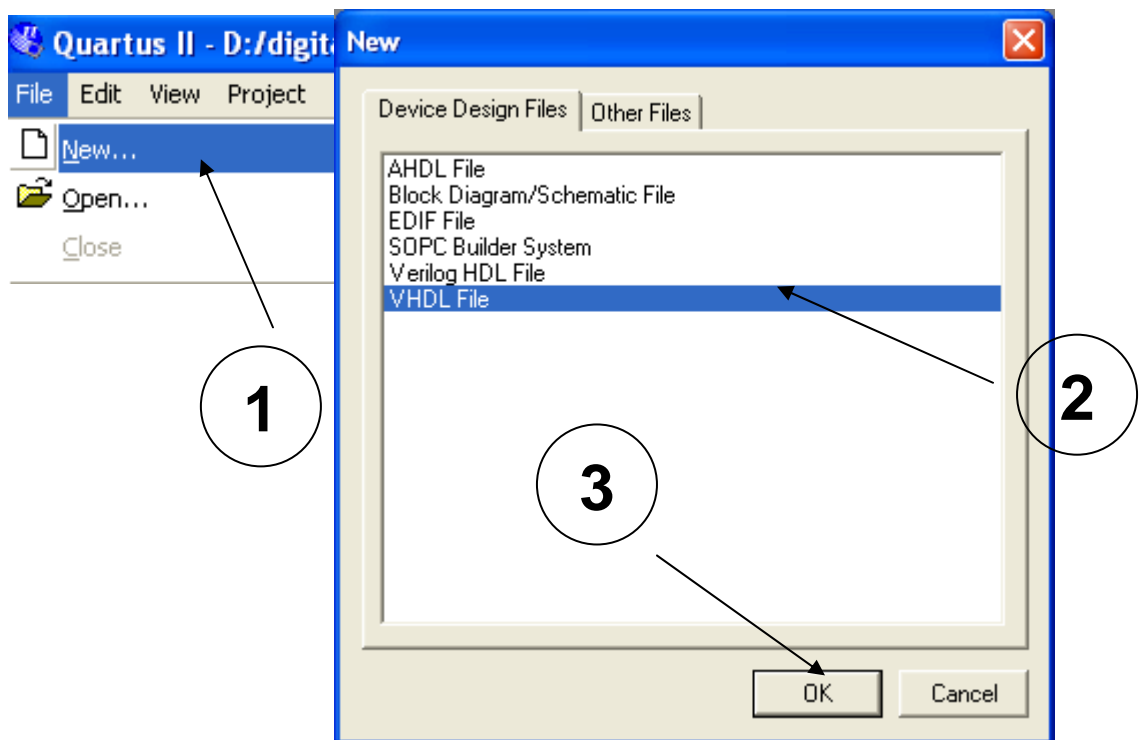 Quartus II - D:/digita
File Edit View Project
New...
Open...
Close
1
New
Device Design Files
Other Files
AHDL File
Block Diagram/Schematic File
EDIF File
SOPC Builder System
Verilog HDL File
VHDL File
2
3
OK
Cancel